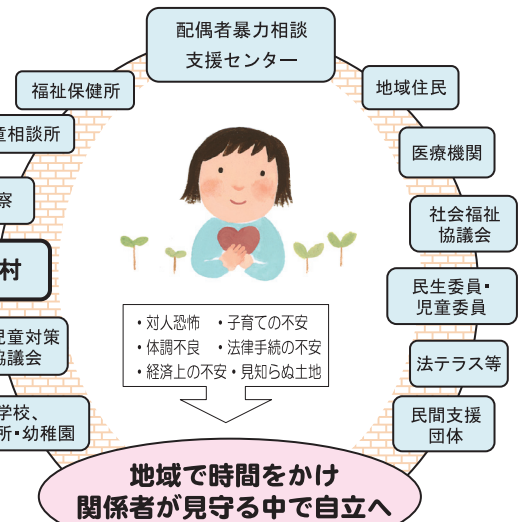 配偶者暴力相談
支援センター
福祉保健所
地域住民
童相談所
医療機関
察
社会福祉
協議会
村
民生委員・
児童委員
・対人恐怖 ・子育ての不安
・体調不良 ・法律手続の不安
・経済上の不安・見知らぬ土地
児童対策
協議会
法テラス等
学校、
所・幼稚園
民間支援
団体
地域で時間をかけ
関係者が見守る中で自立へ